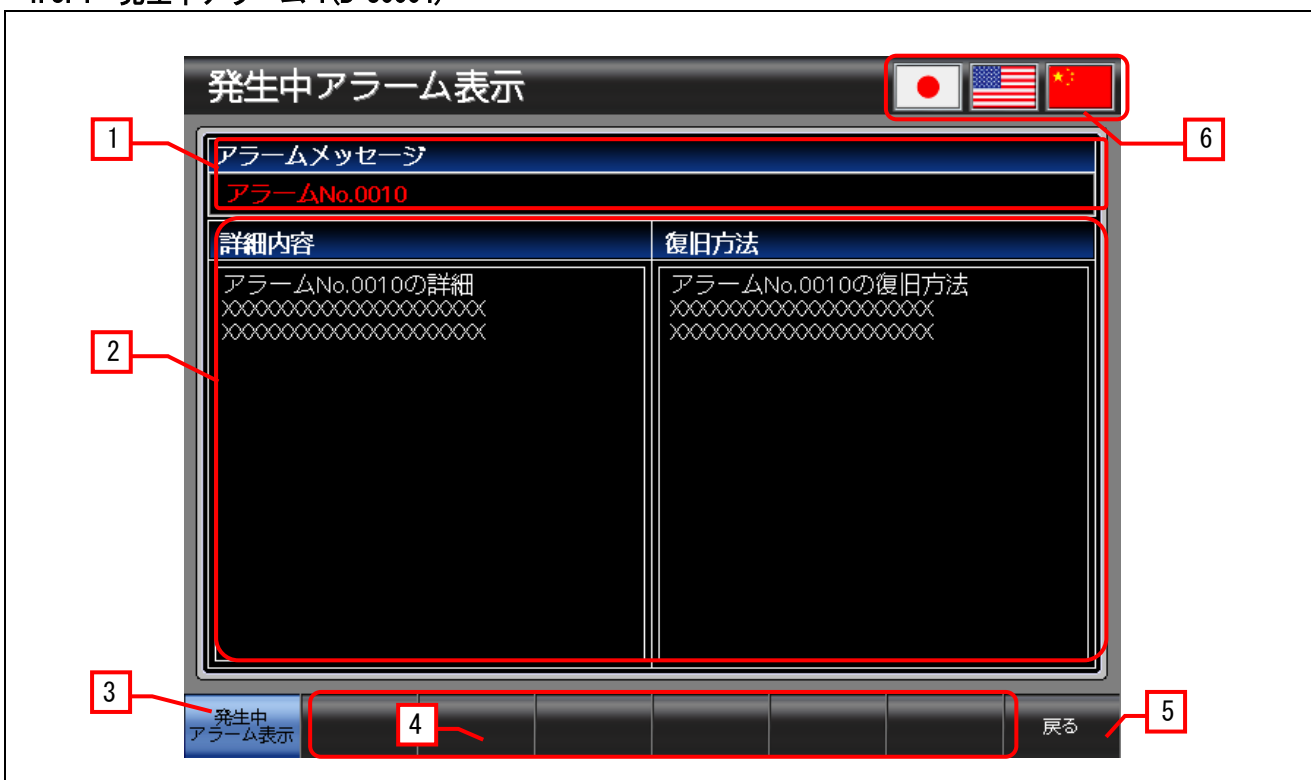 発生中アラーム表示
1
6
アラームメッセージ
アラームNo.0010
詳細内容
復旧方法
アラームNo.0010の詳細
XXXXXXXXXXXXXXXXXXXX
XXXXXXXXXXXXXXXXXXXX
アラームNo.0010の復旧方法
XXXXXXXXXXXXXXXXXXXX
XXXXXXXXXXXXXXXXXXXX
2
3
発生中
アラーム表示
4
戻る
5